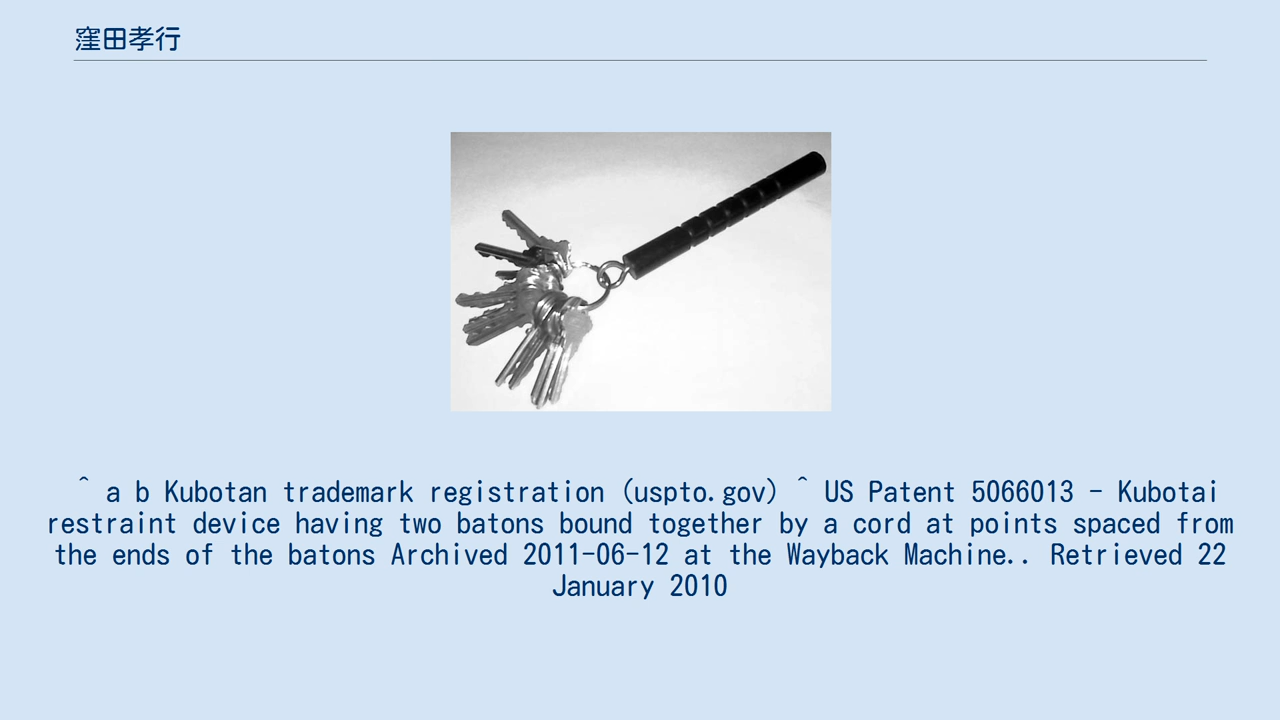 窪田孝行
^ a b Kubotan trademark registration (uspto.gov) ^ US Patent 5066013 - Kubotai
restraint device having two batons bound together by a cord at points spaced from
the ends of the batons Archived 2011-06-12 at the Wayback Machine.. Retrieved 22
January 2010